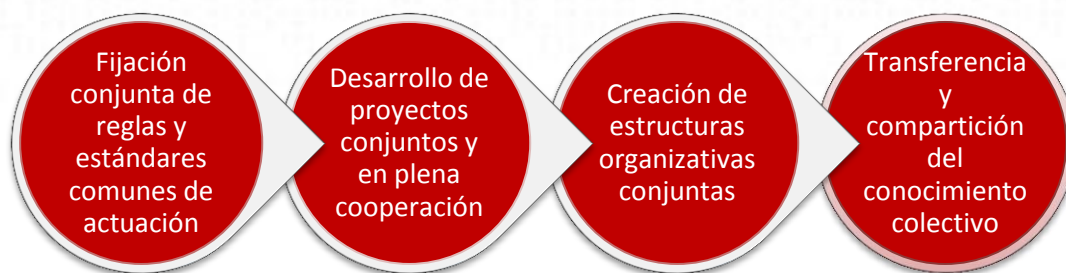 Fijación
conjunta de
reglas y
estándares
comunes de
actuación
Desarrollo de
proyectos
conjuntos y
en plena
cooperación
Creación de
estructuras
organizativas
conjuntas
Transferencia
y
compartición
del
conocimiento
colectivo